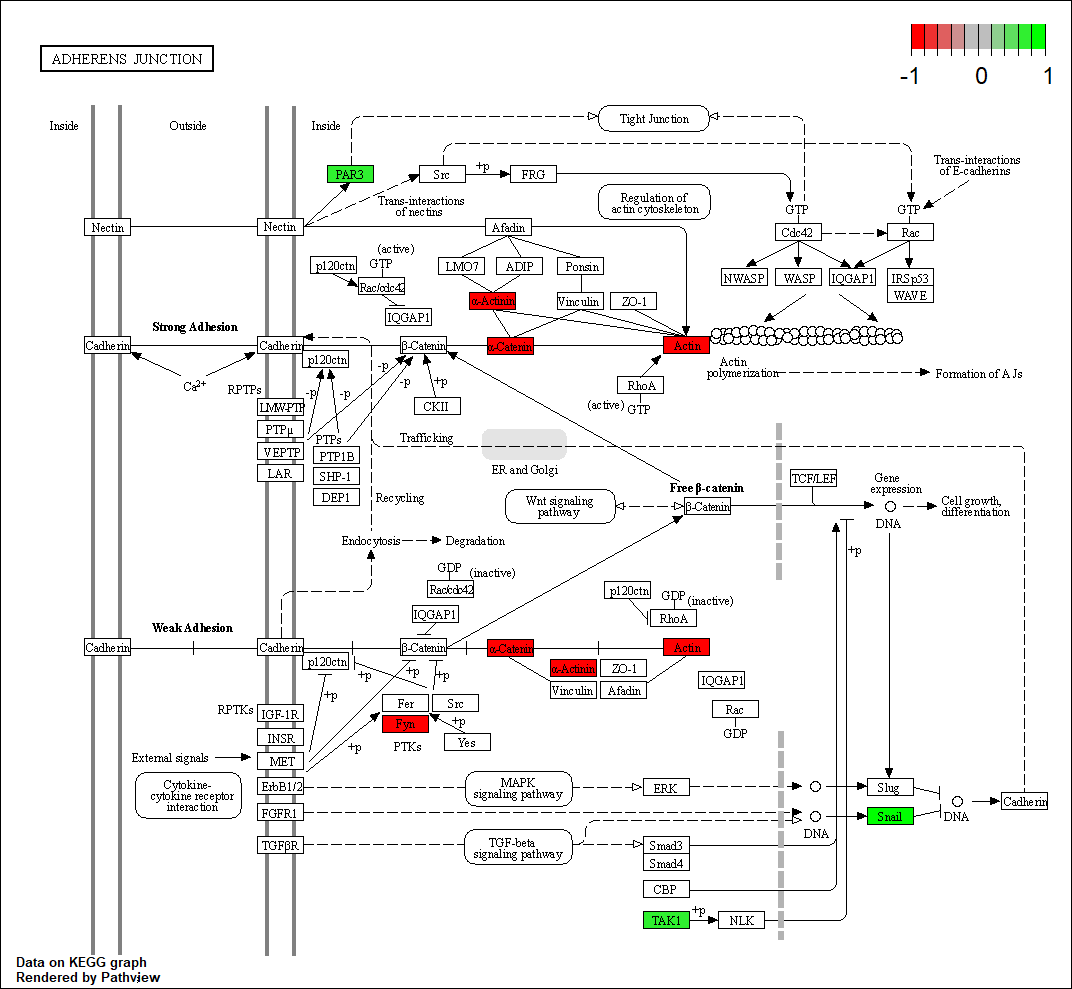 ADHERENS JUNCTION
-1 0 1
Inside
Outside
Inside
Tight Junction
PAR3
Src
+p
FRG
Trans-interactions
of E-cadherins
Trans-interactions
of nectins
Regulation of
actin cytoskeleton
GTP
GTP
Nectin
Nectin
Afadin
Cdc42
Rac
(active)
p120ctn
GTP
Rac/cdc42
IQGAP1
LMO7
ADIP
Ponsin
NWASP
WASP
IQGAP1
IRSp53
WAVE
α-Actinin
Vinculin
ZO-1
Strong Adhesion
Cadherin
Cadherin
p120ctn
β-Catenin
α-Catenin
Actin
Actin
polymerization
Formation of AJs
Ca2+
RPTPs
-p
-p
-p
+p
CKII
RhoA
(active)
GTP
LMW-PTP
PTPμ
VEPTP
LAR
PTPs
PTP1B
SHP-1
DEP1
Trafficking
Recycling
ER and Golgi
Free β-catenin
β-Catenin
Wnt signaling
pathway
TCF/LEF
Gene
expression
DNA
Cell growth,
differentiation
+p
Endocytosis
Degradation
GDP
(inactive)
Rac/cdc42
IQGAP1
p120ctn
GDP
(inactive)
RhoA
Weak Adhesion
Cadherin
Cadherin
p120ctn
β-Catenin
α-Catenin
Actin
α-Actinin
ZO-1
Vinculin
Afadin
+p
+p
+p
+p
+p
+p
Fer
Src
Fyn
Yes
PTKs
IQGAP1
Rac
GDP
RPTKs
IGF-1R
INSR
MET
ErbB1/2
FGFR1
TGFβR
External signals
Cytokine-
cytokine receptor
interaction
MAPK
signaling pathway
ERK
Slug
Snail
DNA
DNA
Cadherin
TGF-beta
signaling pathway
Smad3
Smad4
CBP
TAK1
+p
NLK
Data on KEGG graph
Rendered by Pathview